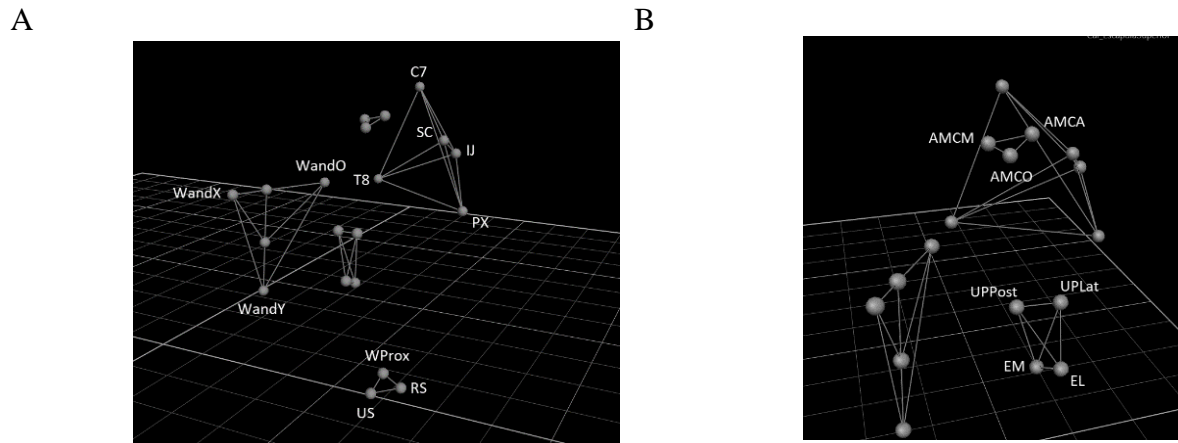 A
B
C7
SC
IJ
WandO
T8
WandX
PX
WandY
WProx
RS
US
AMCA
AMCM
AMCO
UPPost
UPLat
EM
EL